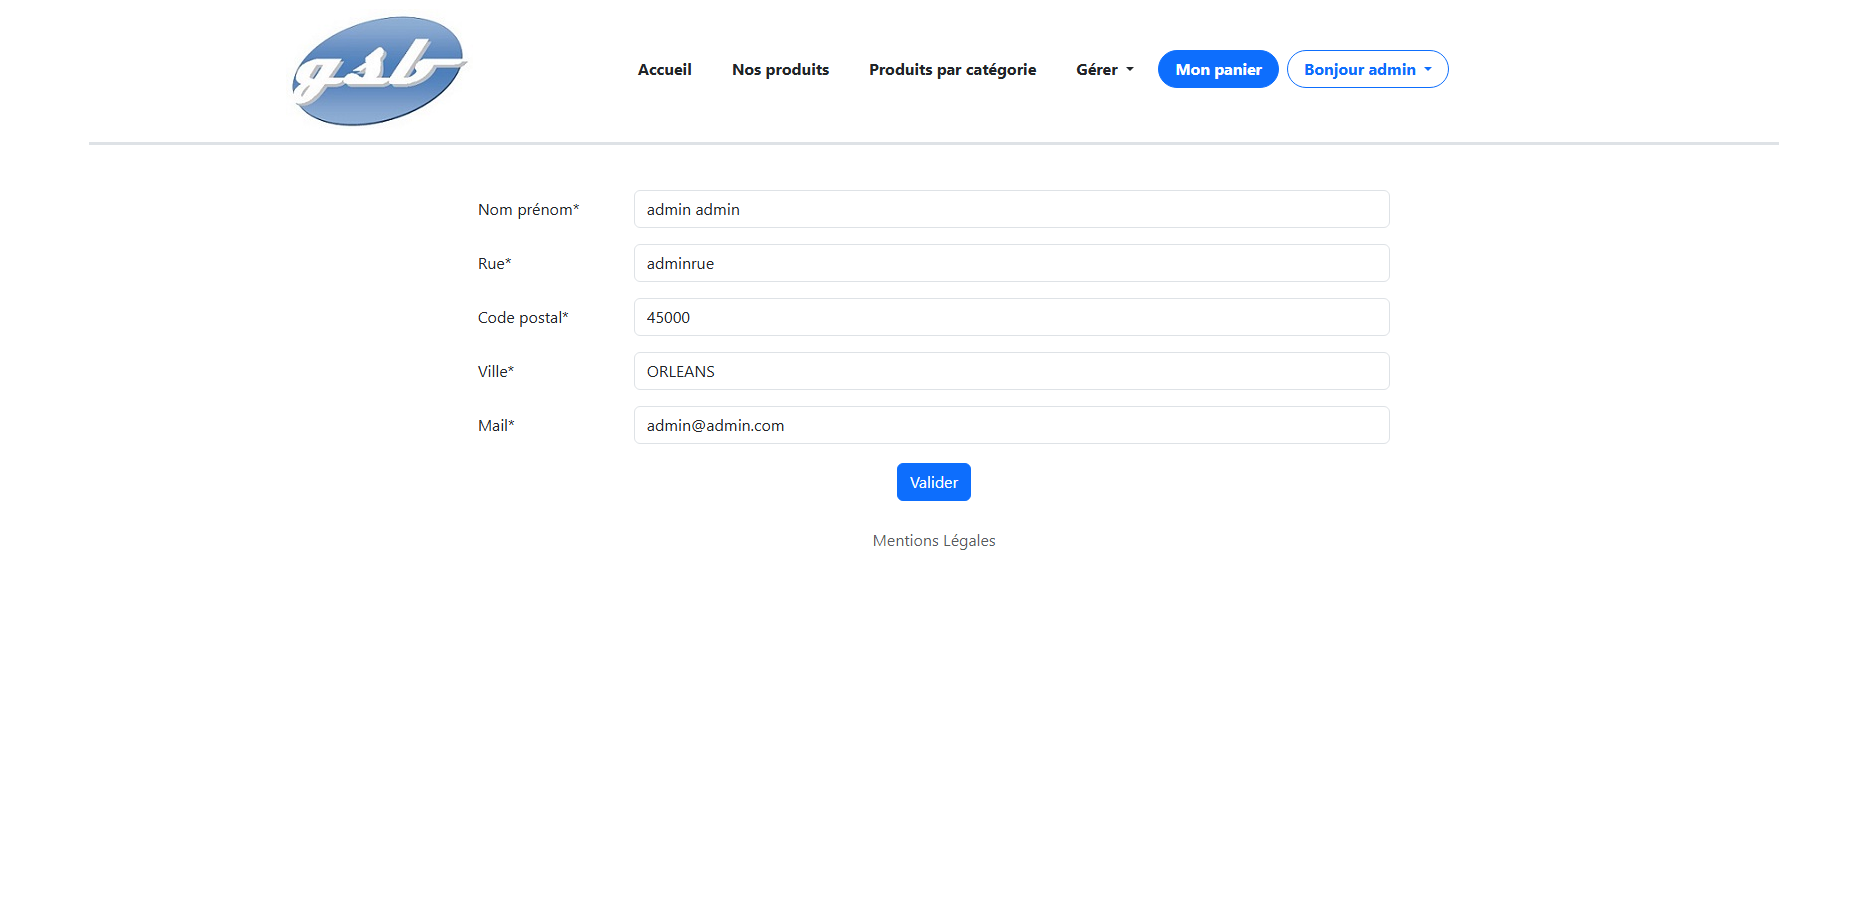 gsb
Accueil Nos produits Produits par catégorie Gérer Mon panier Bonjour admin
Nom prénom* admin admin
Rue* adminrue
Code postal* 45000
Ville* ORLEANS
Mail* admin@admin.com
Valider
Mentions Légales